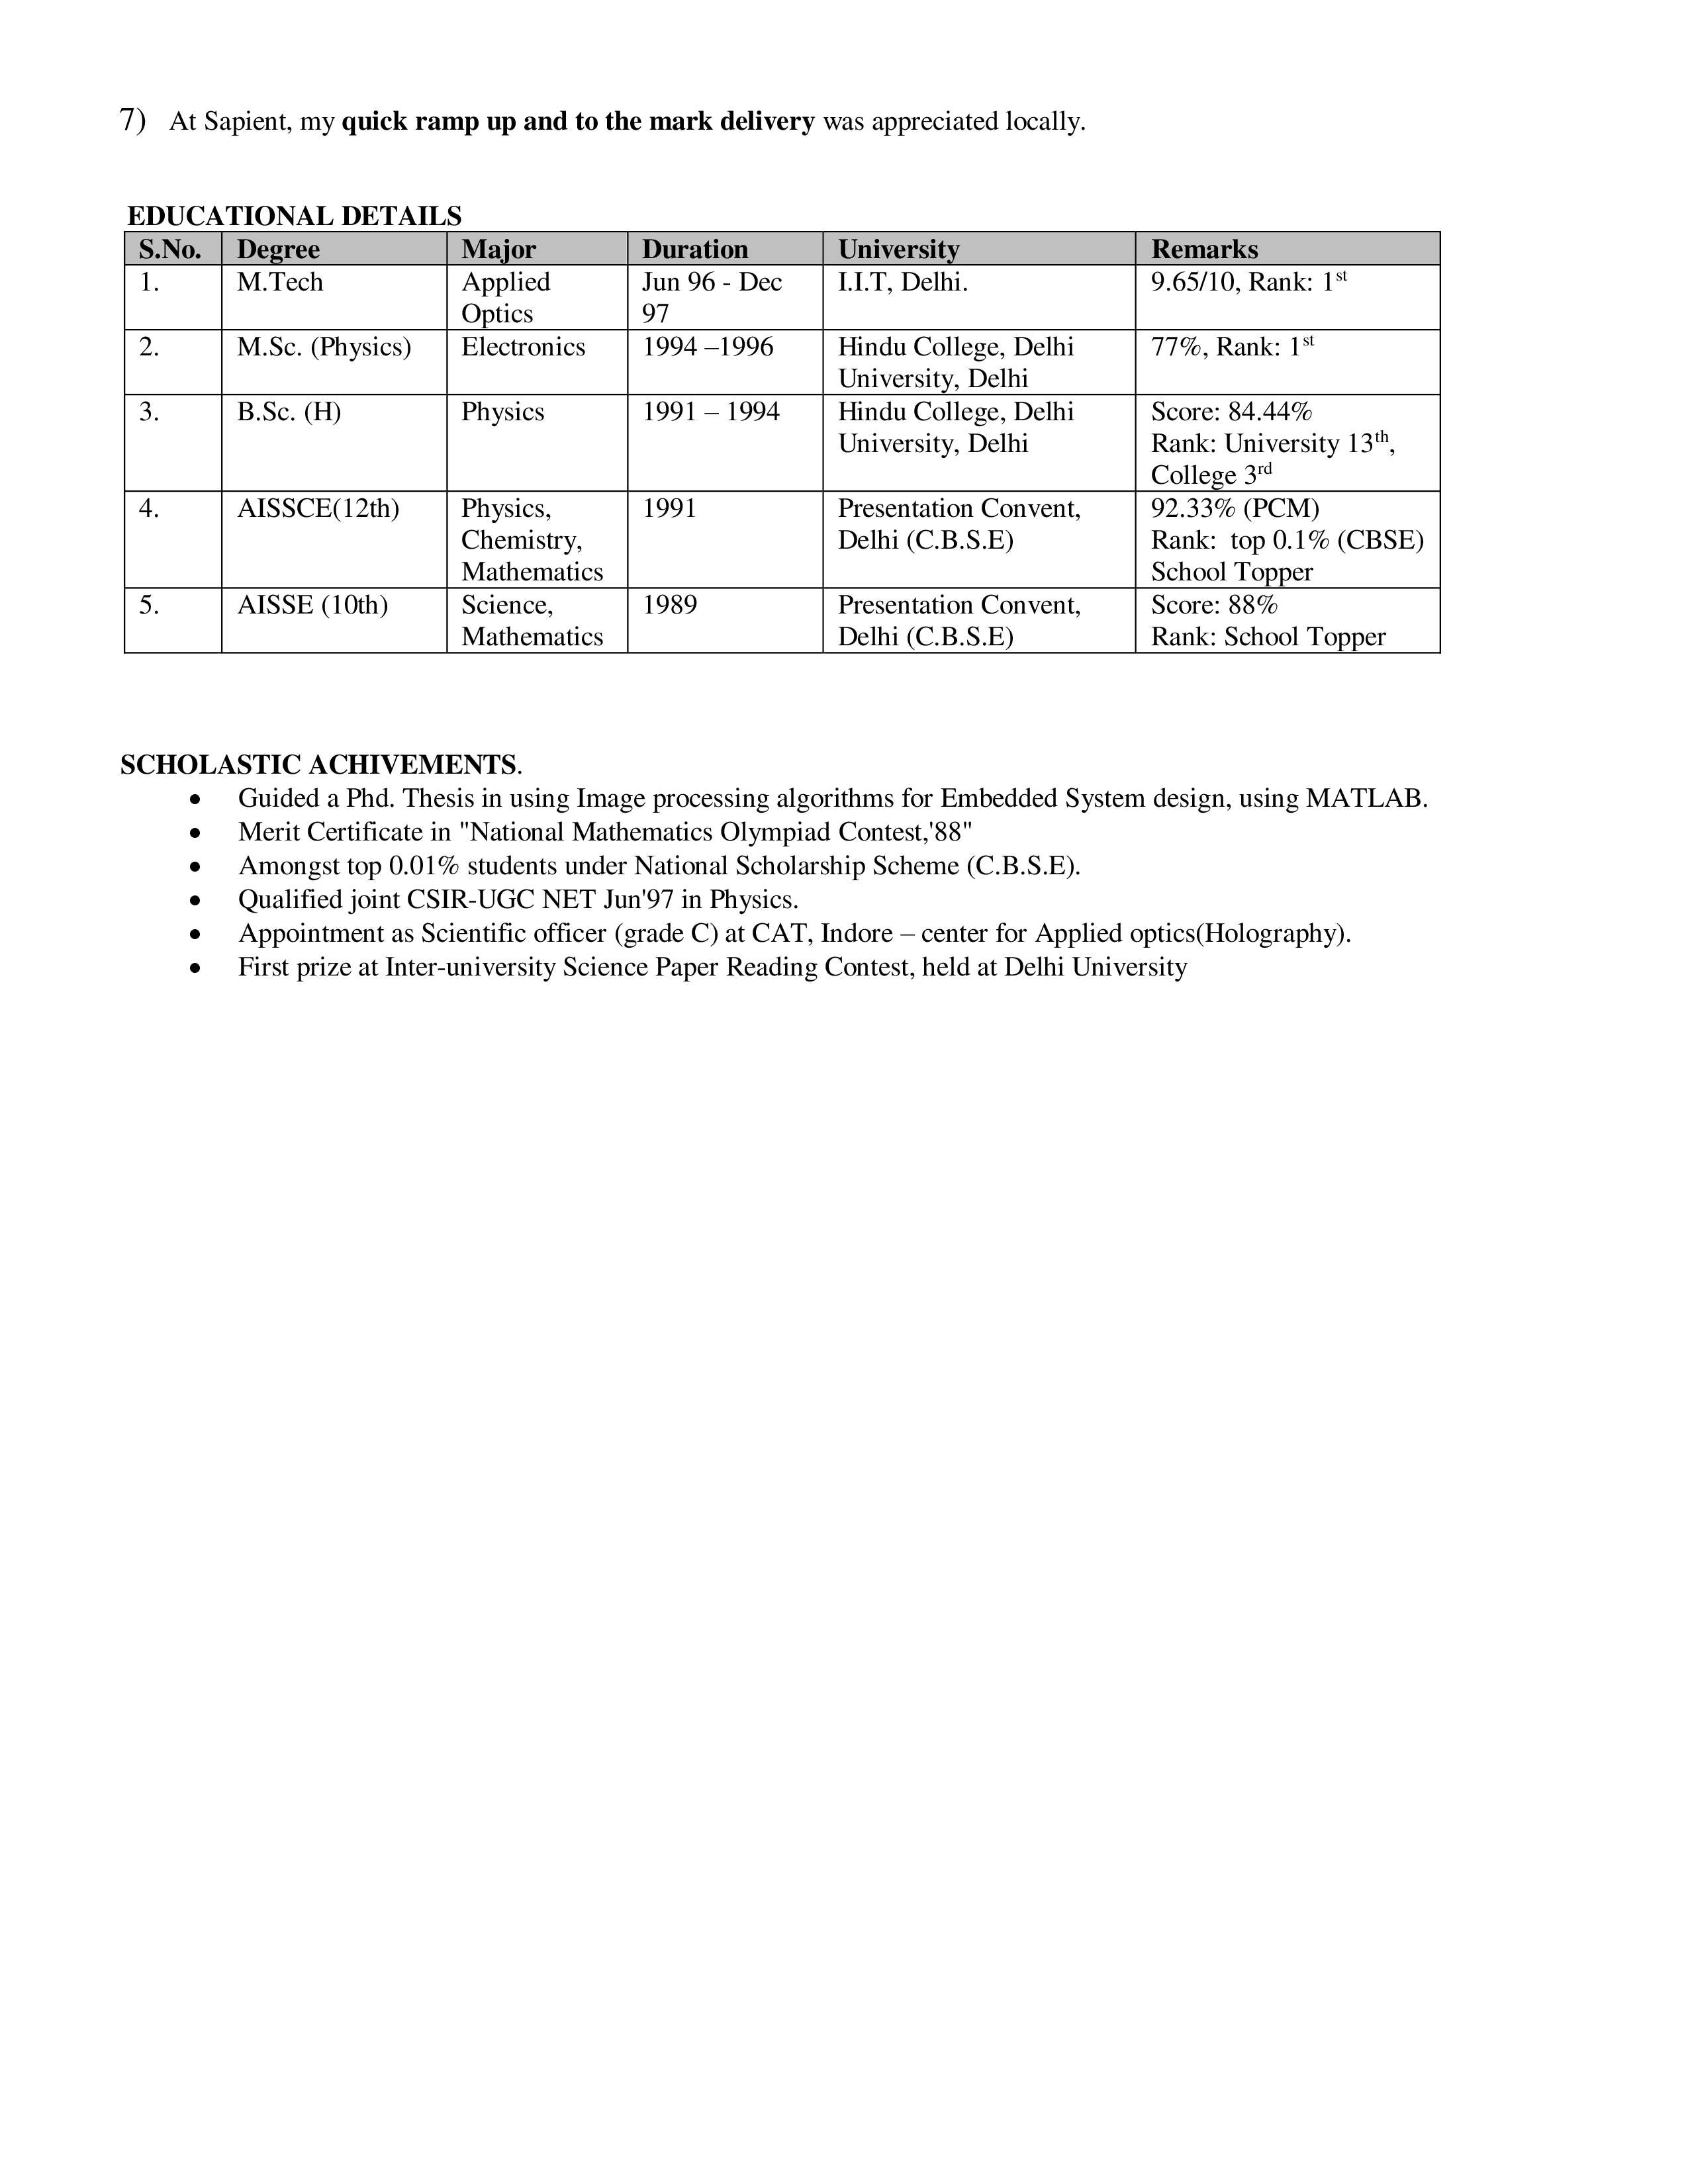 7) At Sapient, my quick ramp up and to the mark delivery was appreciated locally.
EDUCATIONAL DETAILS
S.No. Degree Major Duration University Remarks
1. M.Tech Applied Jun 96 - Dec I.I.T, Delhi. 9.65/10, Rank: 1st
Optics 97
2. M.Sc. (Physics) Electronics 1994 –1996 Hindu College, Delhi 77%, Rank: 1st
University, Delhi
3. B.Sc. (H) Physics 1991 – 1994 Hindu College, Delhi Score: 84.44%
University, Delhi Rank: University 13th,
College 3rd
4. AISSCE(12th) Physics, 1991 Presentation Convent, 92.33% (PCM)
Chemistry, Delhi (C.B.S.E) Rank: top 0.1% (CBSE)
Mathematics School Topper
5. AISSE (10th) Science, 1989 Presentation Convent, Score: 88%
Mathematics Delhi (C.B.S.E) Rank: School Topper
SCHOLASTIC ACHIVEMENTS.
• Guided a Phd. Thesis in using Image processing algorithms for Embedded System design, using MATLAB.
• Merit Certificate in "National Mathematics Olympiad Contest,'88"
• Amongst top 0.01% students under National Scholarship Scheme (C.B.S.E).
• Qualified joint CSIR-UGC NET Jun'97 in Physics.
• Appointment as Scientific officer (grade C) at CAT, Indore – center for Applied optics(Holography).
• First prize at Inter-university Science Paper Reading Contest, held at Delhi University